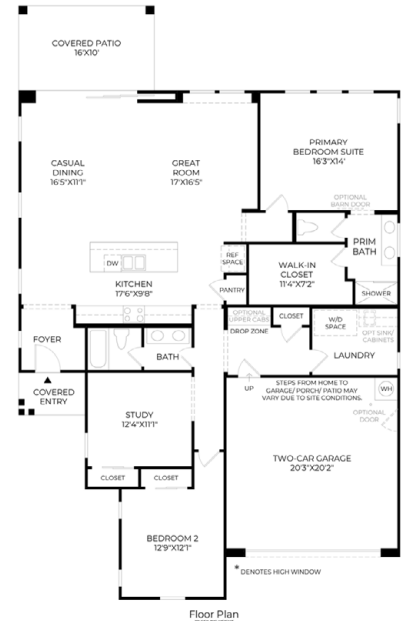 COVERED PATIO
16'X10'
CASUAL
DINING
16'5"X11'1"
GREAT
ROOM
17'X16'5"
PRIMARY
BEDROOM SUITE
16'3"X14'
OPTIONAL
BARN DOOR
PRIM
BATH
DW
REF
SPACE
WALK-IN
CLOSET
11'4"X7'2"
KITCHEN
17'6"X9'8"
PANTRY
SHOWER
OPTIONAL
UPPER CABS
DROP ZONE
CLOSET
W/D
SPACE
OPT SINK/
CABINETS
FOYER
BATH
LAUNDRY
COVERED
ENTRY
UP
STEPS FROM HOME TO
GARAGE/ PORCH/ PATIO MAY
VARY DUE TO SITE CONDITIONS.
WH
OPTIONAL
DOOR
STUDY
12'4"X11'1"
TWO-CAR GARAGE
20'3"X20'2"
CLOSET
CLOSET
BEDROOM 2
12'9"X12'1"
* DENOTES HIGH WINDOW
Floor Plan